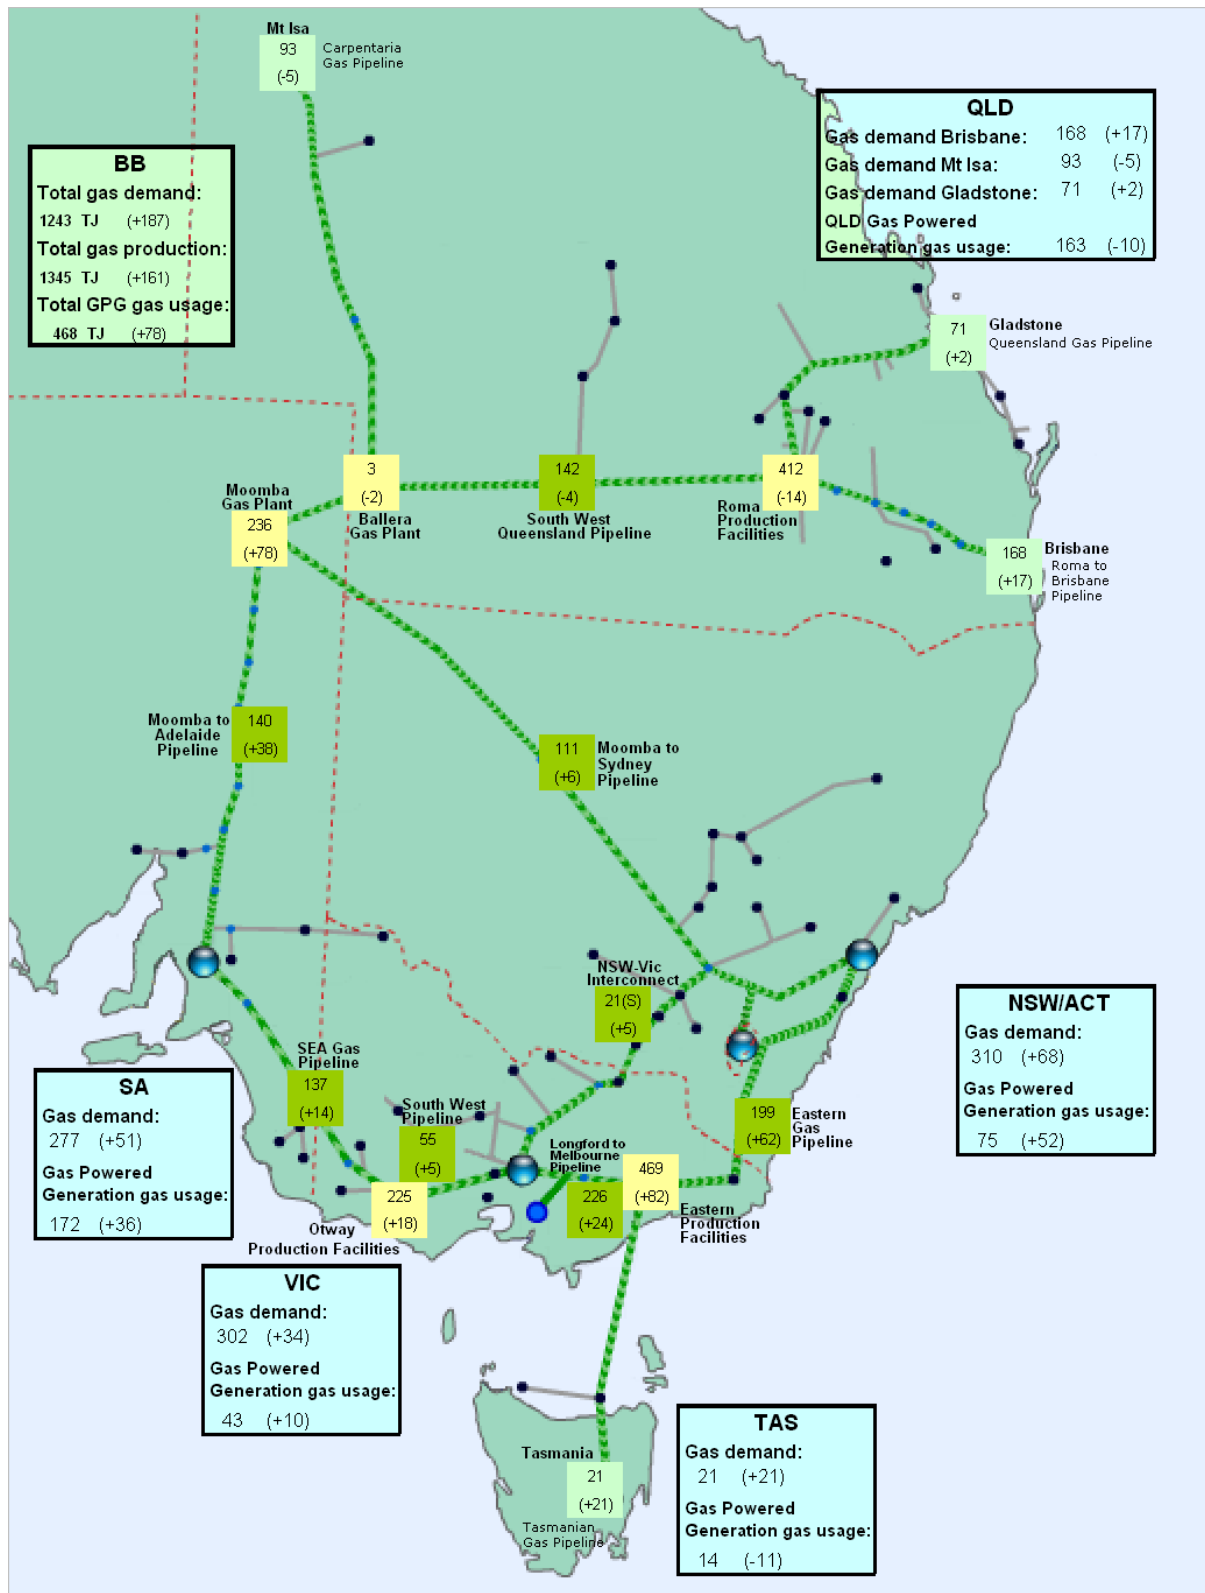 Mt Isa
93
(-5)
Carpentaria
Gas Pipeline
QLD
Gas demand Brisbane: 168 (+17)
Gas demand Mt Isa: 93 (-5)
Gas demand Gladstone: 71 (+2)
QLD Gas Powered
Generation gas usage: 163 (-10)
BB
Total gas demand:
1243 TJ (+187)
Total gas production:
1345 TJ (+161)
Total GPG gas usage:
468 TJ (+78)
71
(+2)
Gladstone
Queensland Gas Pipeline
3
(-2)
Ballera
Gas Plant
142
(-4)
South West
Queensland Pipeline
412
(-14)
Roma
Production
Facilities
Moomba
Gas Plant
236
(+78)
168
(+17)
Brisbane
Roma to
Brisbane
Pipeline
Moomba to
Adelaide
Pipeline
140
(+38)
111
(+6)
Moomba to
Sydney
Pipeline
NSW-Vic
Interconnect
21(S)
(+5)
NSW/ACT
Gas demand:
310 (+68)
Gas Powered
Generation gas usage:
75 (+52)
SEA Gas
Pipeline
137
(+14)
SA
Gas demand:
277 (+51)
Gas Powered
Generation gas usage:
172 (+36)
South West
Pipeline
55
(+5)
199
(+62)
Eastern
Gas
Pipeline
Longford to
Melbourne
Pipeline
226
(+24)
469
(+82)
Eastern
Production
Facilities
225
(+18)
Otway
Production Facilities
VIC
Gas demand:
302 (+34)
Gas Powered
Generation gas usage:
43 (+10)
TAS
Gas demand:
21 (+21)
Gas Powered
Generation gas usage:
14 (-11)
Tasmania
21
(+21)
Tasmanian
Gas Pipeline